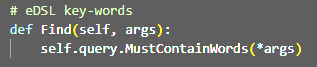 # eDSL key-words
def Find(self, args):
    self.query.MustContainWords(*args)